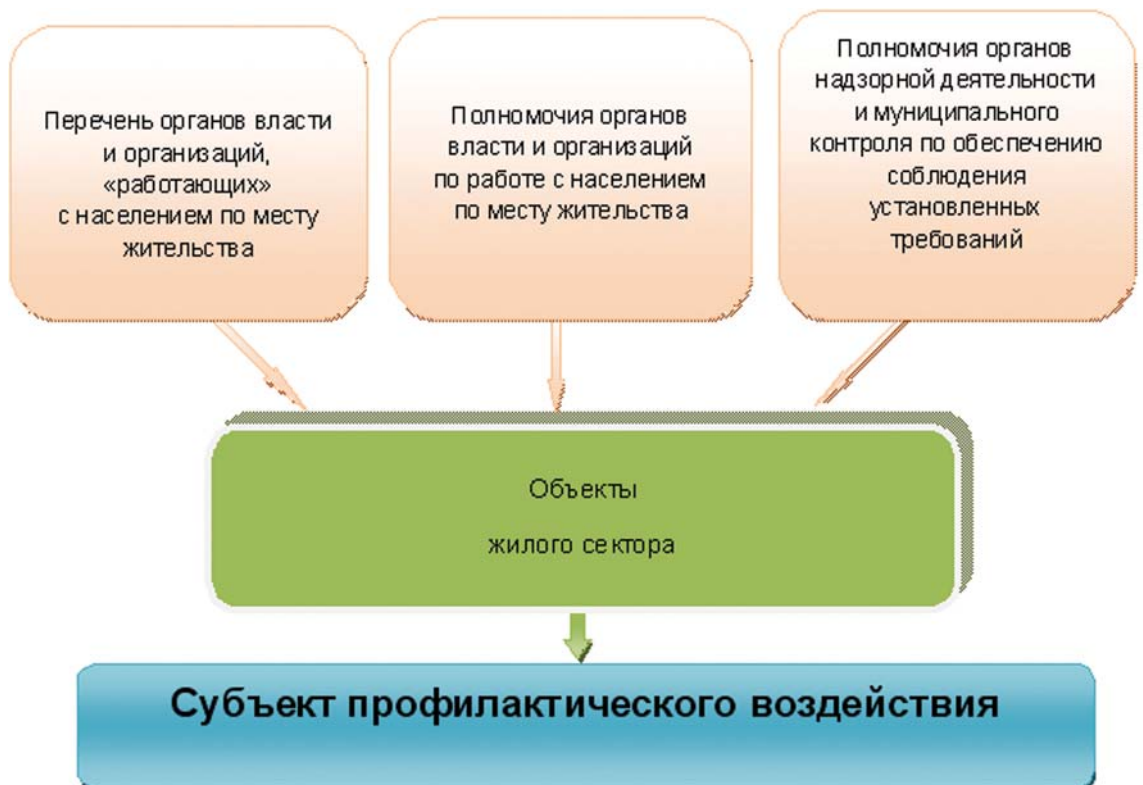 Перечень органов власти
и организаций,
«работающих»
с населением по месту
жительства
Полномочия органов
власти и организаций
по работе с населением
по месту жительства
Полномочия органов
надзорной деятельности
и муниципального
контроля по обеспечению
соблюдения
установленных
требований
Объекты
жилого сектора
Субъект профилактического воздействия